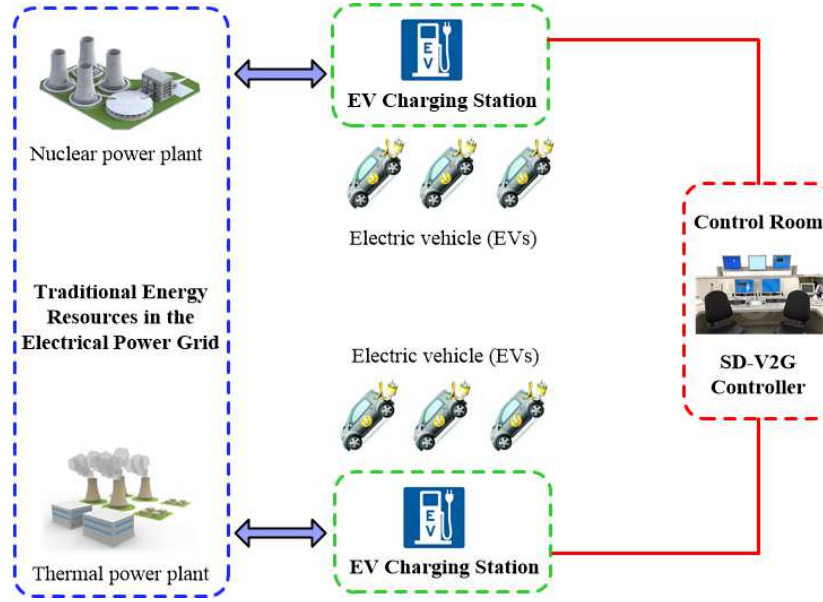 Nuclear power plant
Traditional Energy
Resources in the
Electrical Power Grid
Thermal power plant
E
V
EV Charging Station
Electric vehicle (EVs)
Electric vehicle (EVs)
E
V
EV Charging Station
Control Room
SD-V2G
Controller